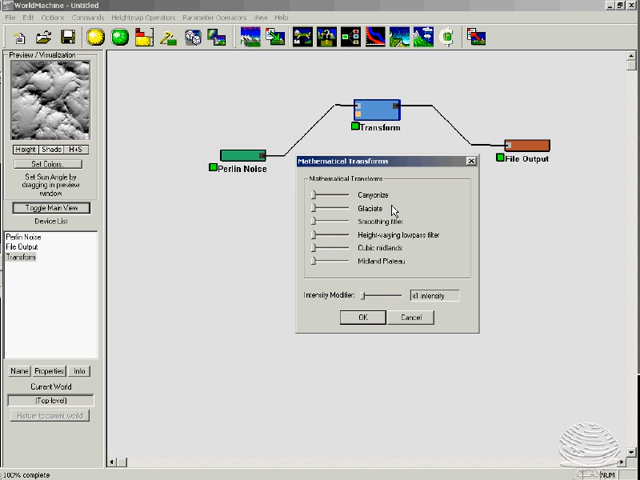 WorldMachine - Untitled
File Edit Options Commands Heightmap Operators Parameter Operators View Help
Preview / Visualization
Height Shade H+S
Set Colors...
Set Sun Angle by
dragging in preview
window
Toggle Main View
Device List
Perlin Noise
File Output
Transform
Name Properties Info
Current World
(Top level)
Return to parent world
100% complete
Transform
Perlin Noise
File Output
Mathematical Transforms
Mathematical Transforms
Canyonize
Glaciate
Smoothing filter
Height-varying lowpass filter
Cubic midlands
Midland Plateau
Intensity Modifier: x1 intensity
OK Cancel
NUM